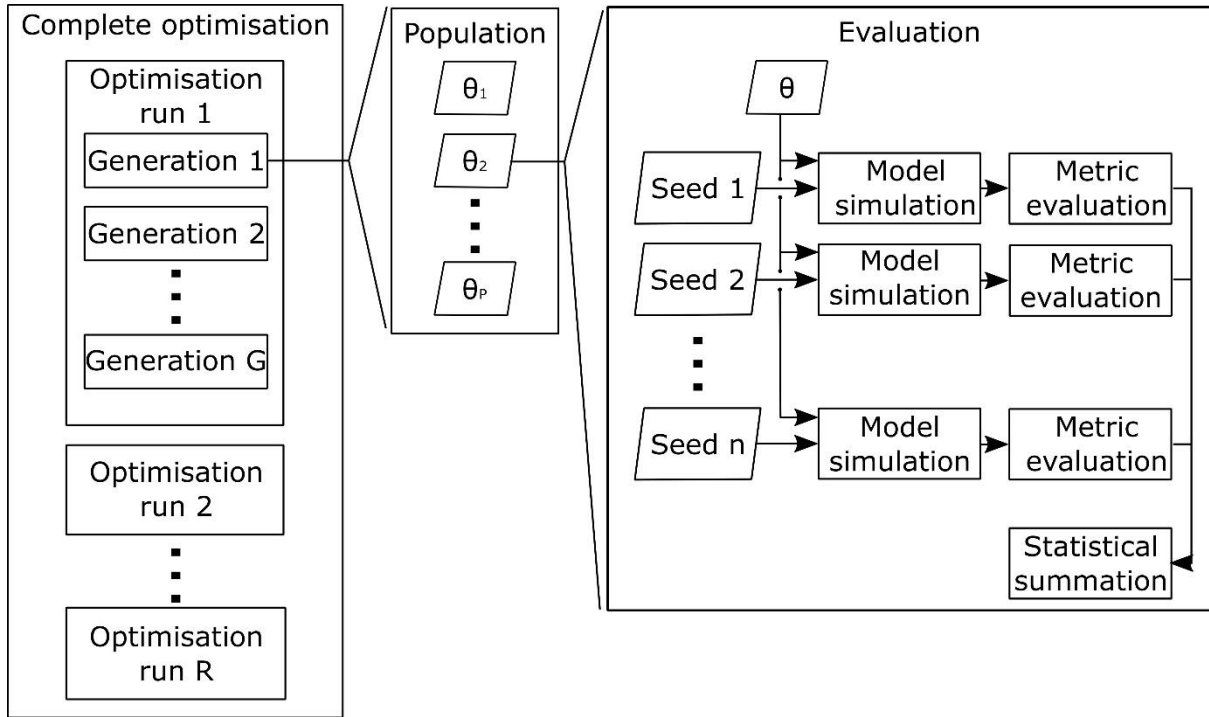 Complete optimisation
Optimisation
run 1
Generation 1
Generation 2
Generation G
Optimisation
run 2
Optimisation
run R
Population
θ₁
θ₂
θₚ
Evaluation
θ
Seed 1
Model
simulation
Metric
evaluation
Seed 2
Model
simulation
Metric
evaluation
Seed n
Model
simulation
Metric
evaluation
Statistical
summation